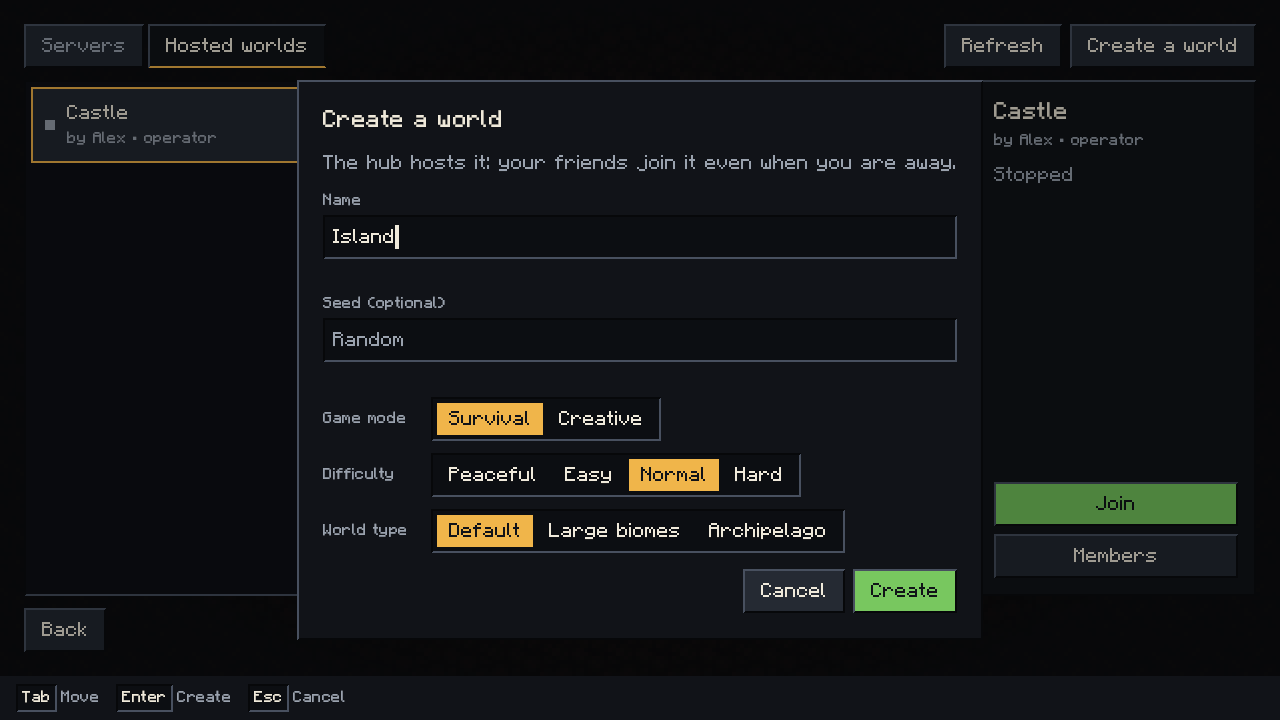 Servers
Hosted worlds
Refresh
Create a world
Castle
by Alex • operator
Create a world
The hub hosts it: your friends join it even when you are away.
Name
Island
Seed (optional)
Random
Game mode
Survival
Creative
Difficulty
Peaceful
Easy
Normal
Hard
World type
Default
Large biomes
Archipelago
Cancel
Create
Castle
by Alex • operator
Stopped
Join
Members
Back
Tab Move
Enter Create
Esc Cancel